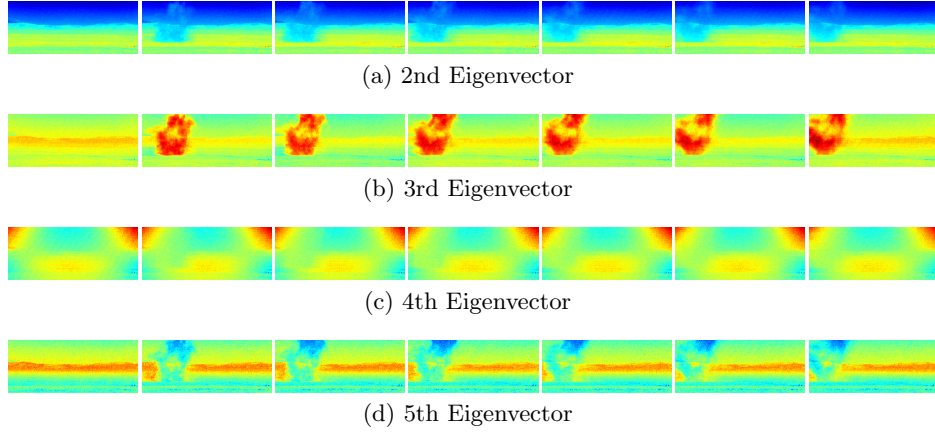 (a) 2nd Eigenvector
(b) 3rd Eigenvector
(c) 4th Eigenvector
(d) 5th Eigenvector